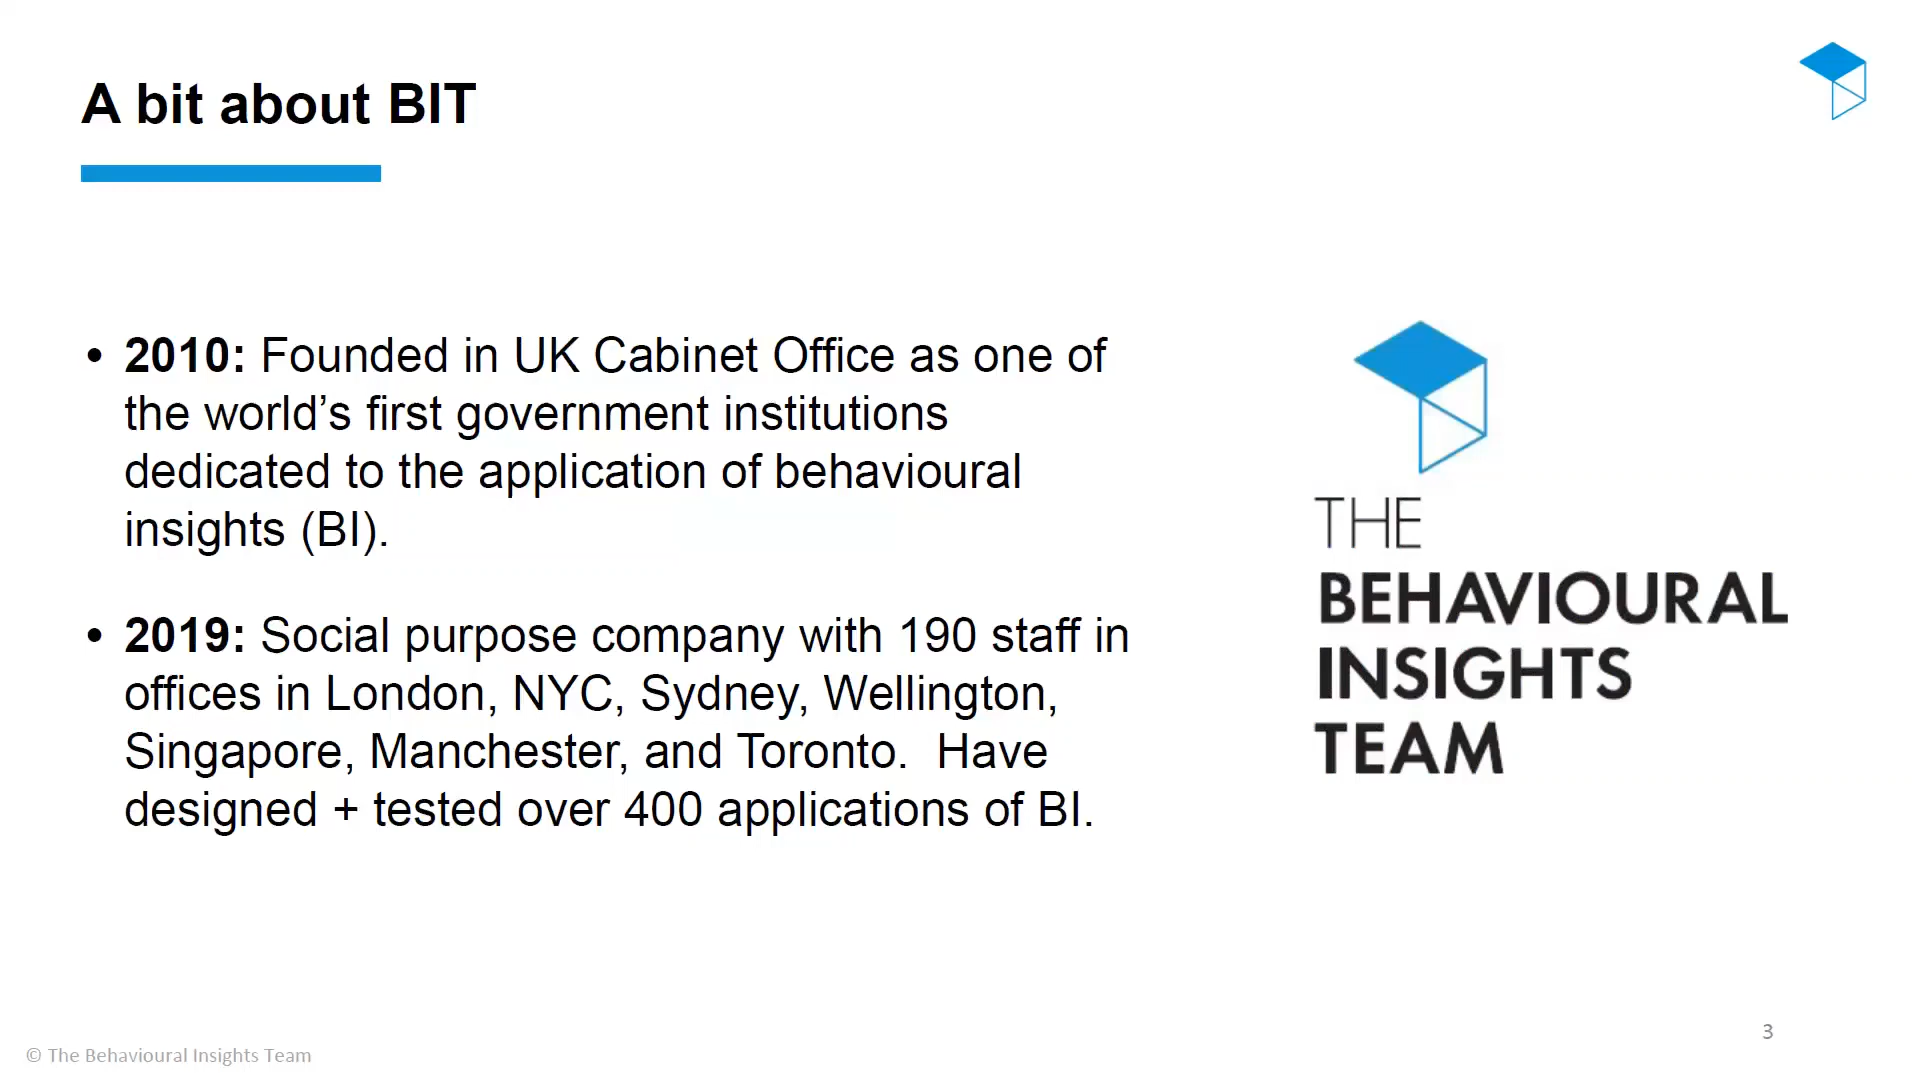 A bit about BIT
• 2010: Founded in UK Cabinet Office as one of
the world’s first government institutions
dedicated to the application of behavioural
insights (BI).
• 2019: Social purpose company with 190 staff in
offices in London, NYC, Sydney, Wellington,
Singapore, Manchester, and Toronto.  Have
designed + tested over 400 applications of BI.
THE
BEHAVIOURAL
INSIGHTS
TEAM
3
© The Behavioural Insights Team